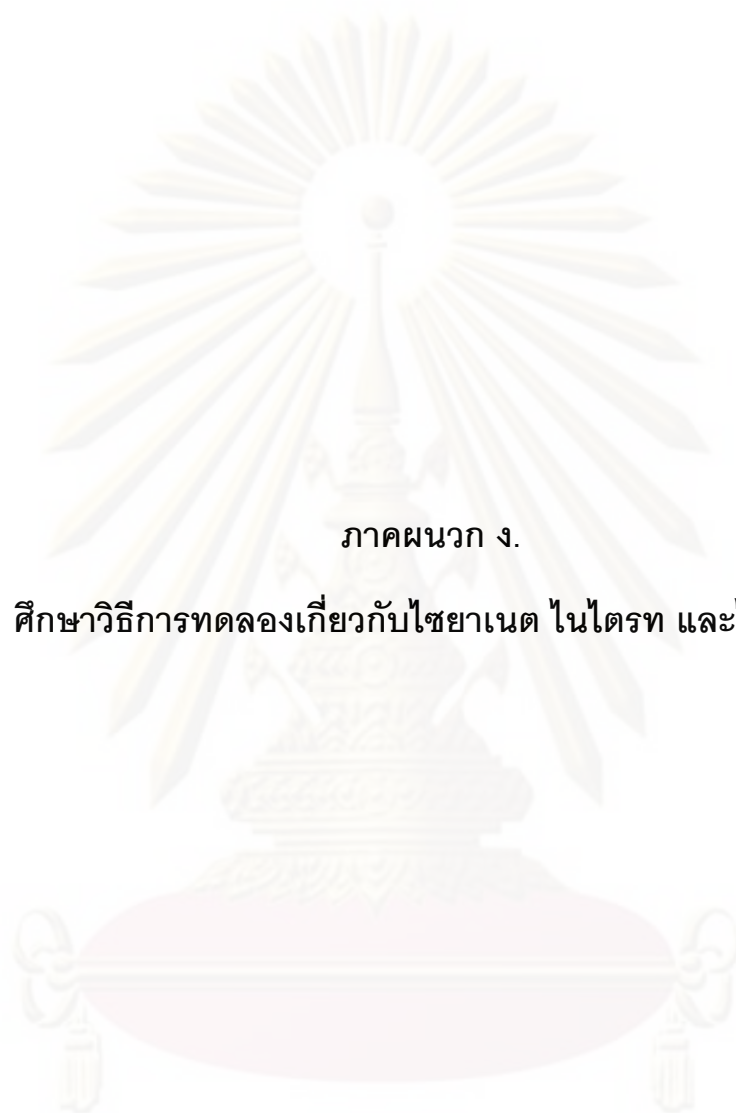 ภาคผนวก ง.
ศึกษาวิธีการทดลองเกี่ยวกับไซยาเนต ไนไตรท และ